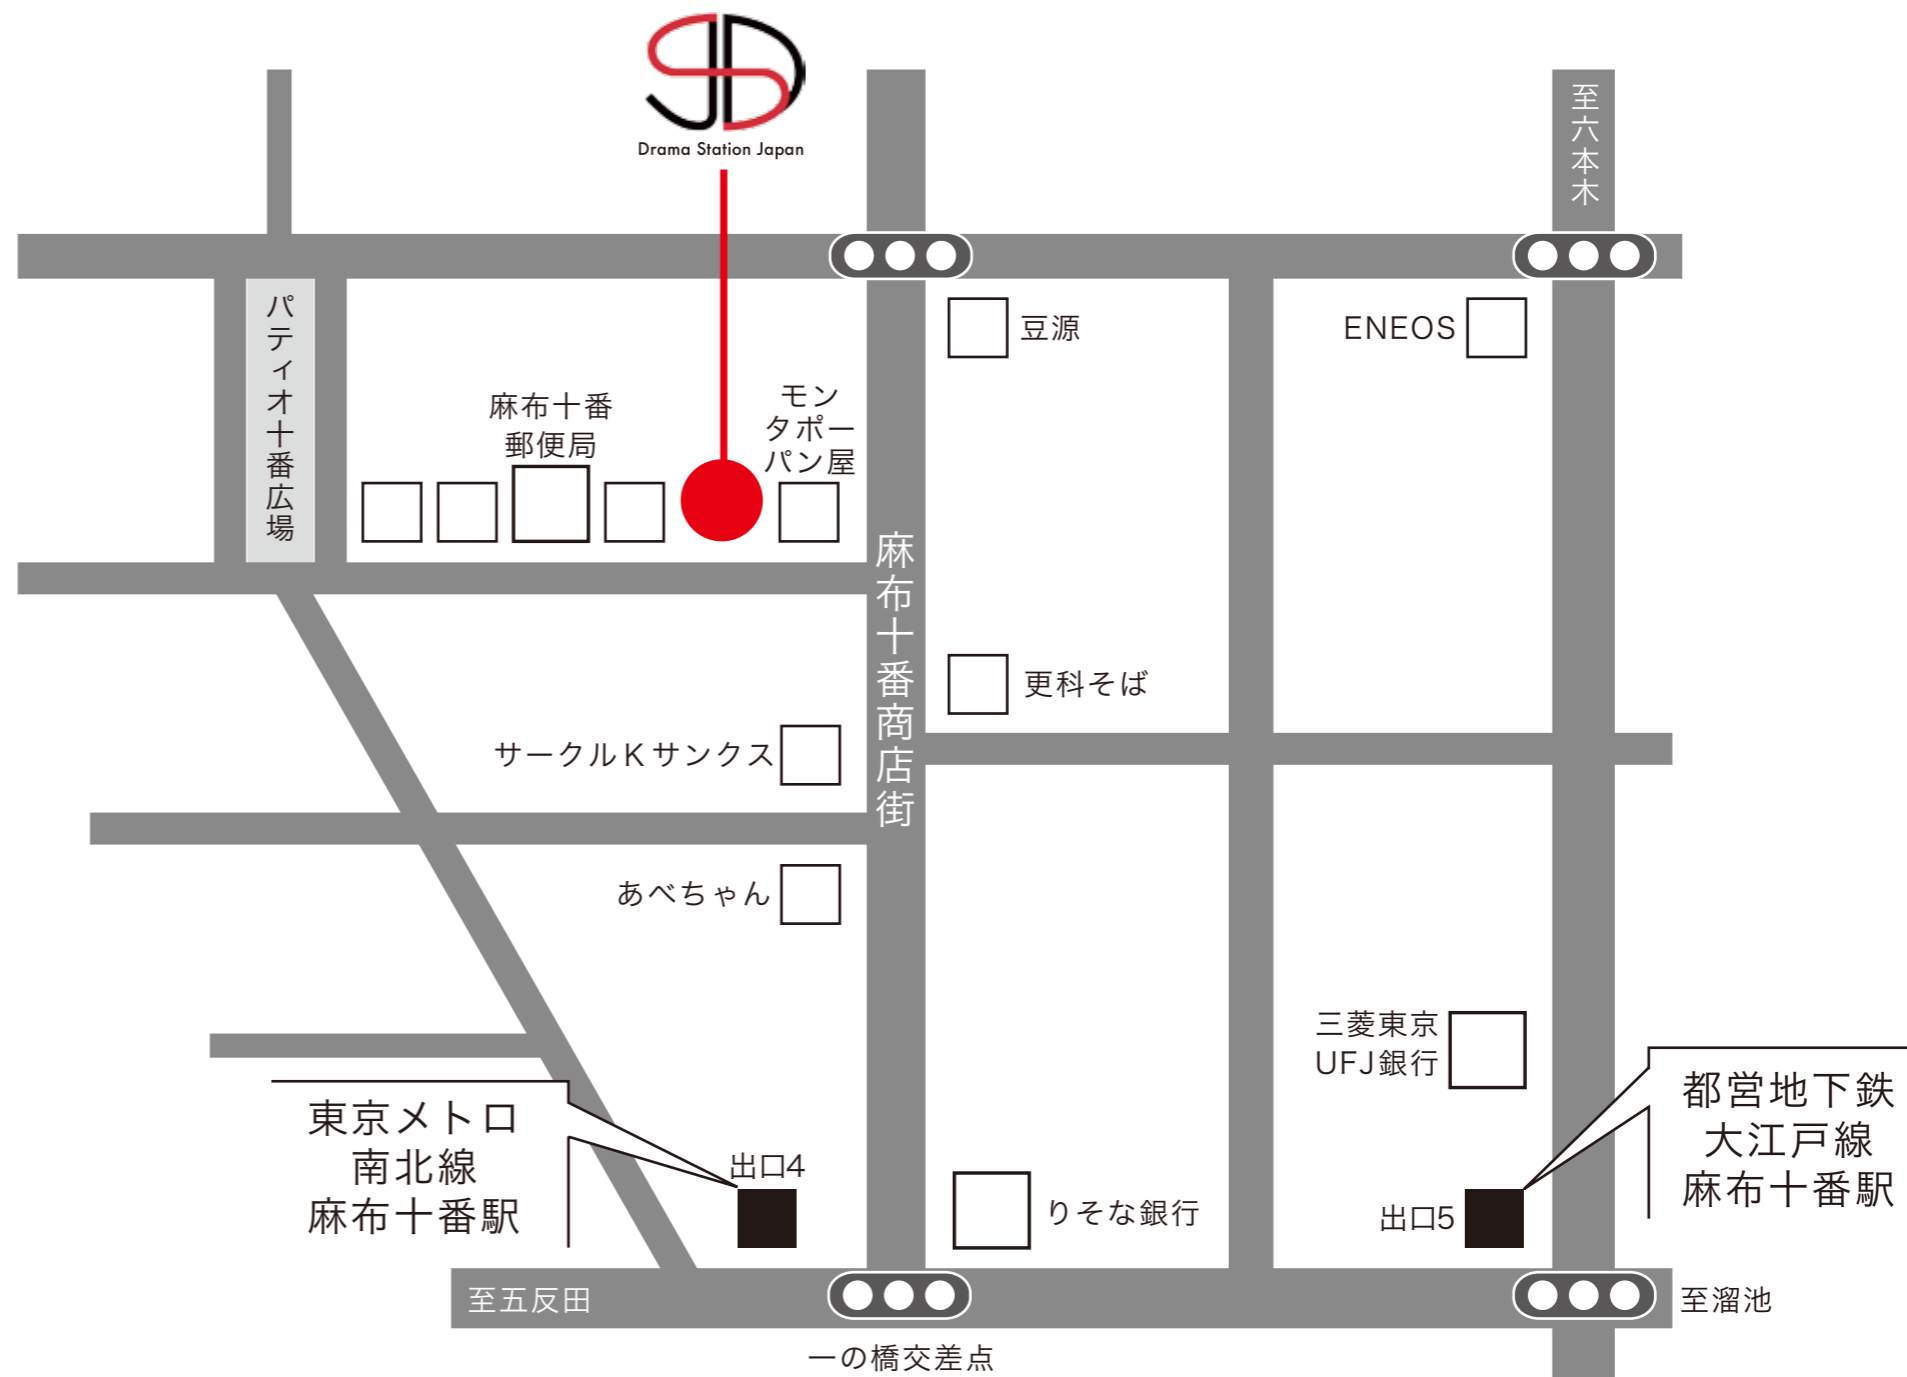 Drama Station Japan
至六本木
パティオ十番広場
麻布十番
郵便局
モン
タポー
パン屋
豆源
ENEOS
麻布十番商店街
更科そば
サークルKサンクス
あべちゃん
三菱東京
UFJ銀行
東京メトロ
南北線
麻布十番駅
出口4
りそな銀行
出口5
都営地下鉄
大江戸線
麻布十番駅
至五反田
至溜池
一の橋交差点